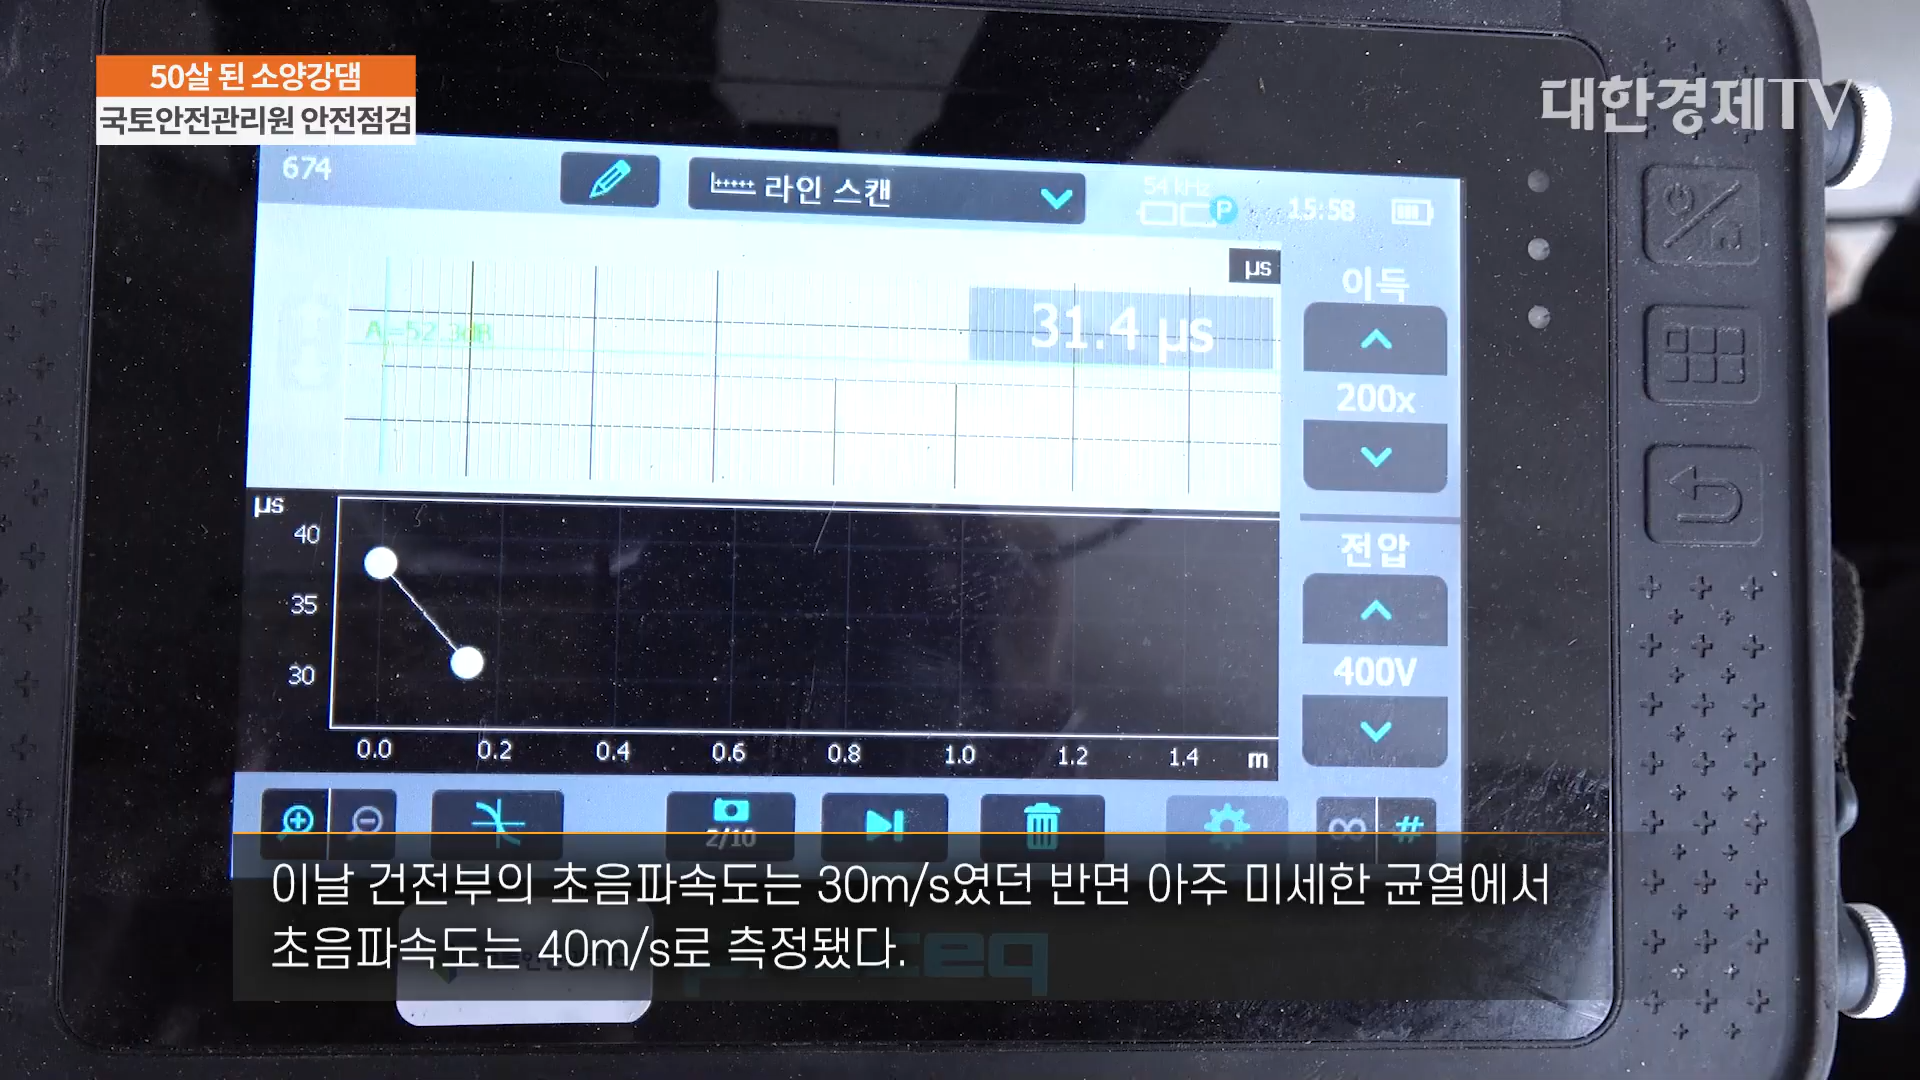 50살 된 소양강댐
국토안전관리원 안전점검
대한경제TV
674
라인 스캔
54 kHz
P
15:58
µs
이득
31.4 µs
200x
µs
40
35
30
전압
400V
0.0 0.2 0.4 0.6 0.8 1.0 1.2 1.4 m
2/10
∞ #
이날 건전부의 초음파속도는 30m/s였던 반면 아주 미세한 균열에서
초음파속도는 40m/s로 측정됐다.